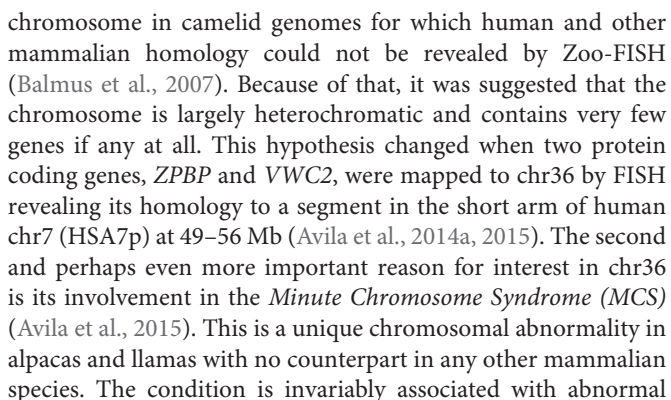 chromosome in camelid genomes for which human and other
mammalian homology could not be revealed by Zoo-FISH
(Balmus et al., 2007). Because of that, it was suggested that the
chromosome is largely heterochromatic and contains very few
genes if any at all. This hypothesis changed when two protein
coding genes, ZPBP and VWC2, were mapped to chr36 by FISH
revealing its homology to a segment in the short arm of human
chr7 (HSA7p) at 49–56 Mb (Avila et al., 2014a, 2015). The second
and perhaps even more important reason for interest in chr36
is its involvement in the Minute Chromosome Syndrome (MCS)
(Avila et al., 2015). This is a unique chromosomal abnormality in
alpacas and llamas with no counterpart in any other mammalian
species. The condition is invariably associated with abnormal